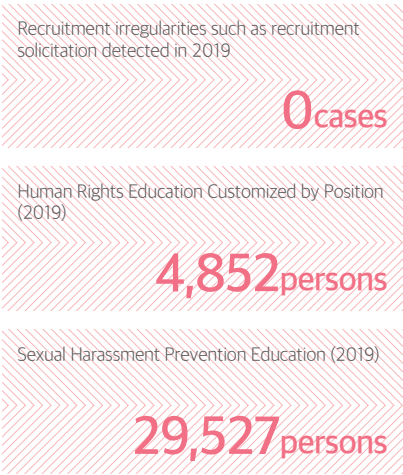 Recruitment irregularities such as recruitment
solicitation detected in 2019
0cases
Human Rights Education Customized by Position
(2019)
4,852persons
Sexual Harassment Prevention Education (2019)
29,527persons